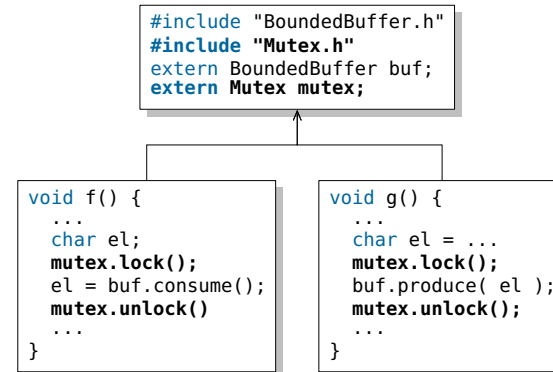 #include "BoundedBuffer.h"
#include "Mutex.h"
extern BoundedBuffer buf;
extern Mutex mutex;
void f() {
  ...
  char el;
  mutex.lock();
  el = buf.consume();
  mutex.unlock()
  ...
}
void g() {
  ...
  char el = ...
  mutex.lock();
  buf.produce( el );
  mutex.unlock();
  ...
}